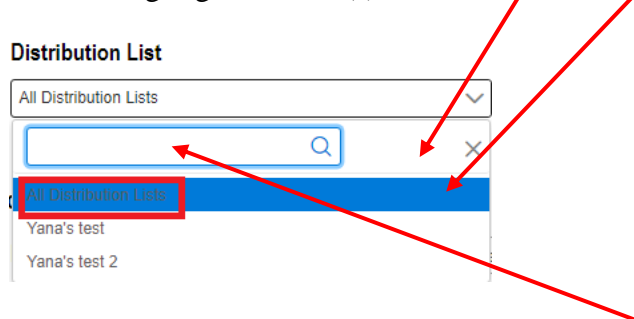 Distribution List
All Distribution Lists
All Distribution Lists
Yana's test
Yana's test 2